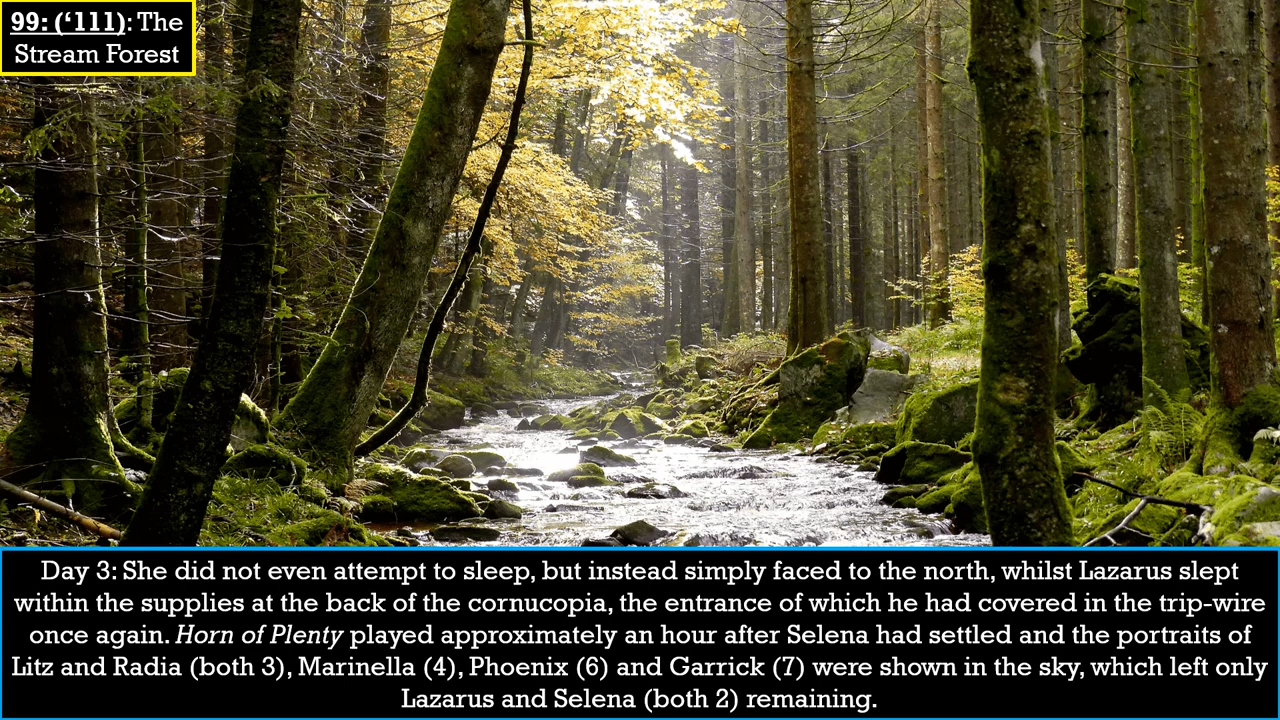 99: (‘111): The
Stream Forest
Day 3: She did not even attempt to sleep, but instead simply faced to the north, whilst Lazarus slept
within the supplies at the back of the cornucopia, the entrance of which he had covered in the trip-wire
once again. Horn of Plenty played approximately an hour after Selena had settled and the portraits of
Litz and Radia (both 3), Marinella (4), Phoenix (6) and Garrick (7) were shown in the sky, which left only
Lazarus and Selena (both 2) remaining.